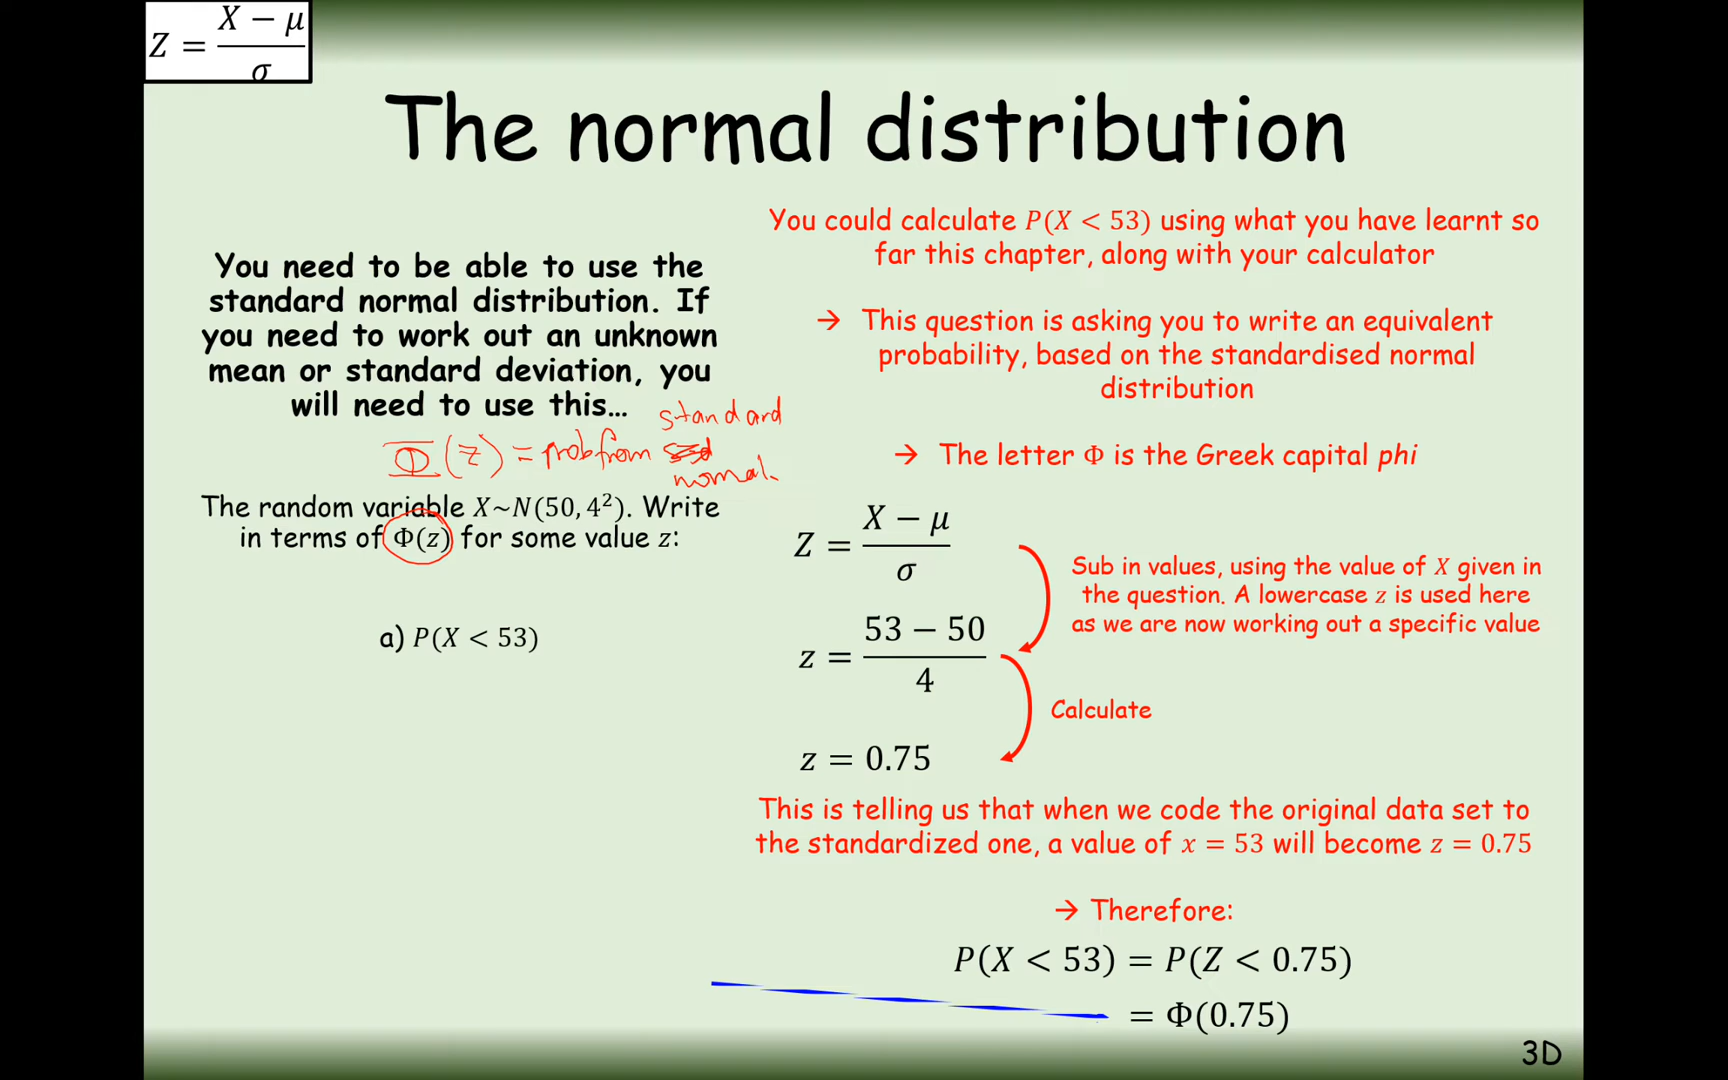 Z = (X − μ)/σ
The normal distribution
You need to be able to use the
standard normal distribution. If
you need to work out an unknown
mean or standard deviation, you
will need to use this…
Φ(z) = prob from standard
normal.
The random variable X~N(50, 4²). Write
in terms of Φ(z) for some value z:
a) P(X < 53)
You could calculate P(X < 53) using what you have learnt so
far this chapter, along with your calculator
→ This question is asking you to write an equivalent
probability, based on the standardised normal
distribution
→ The letter Φ is the Greek capital phi
Z = (X − μ)/σ
Sub in values, using the value of X given in
the question. A lowercase z is used here
as we are now working out a specific value
z = (53 − 50)/4
Calculate
z = 0.75
This is telling us that when we code the original data set to
the standardized one, a value of x = 53 will become z = 0.75
→ Therefore:
P(X < 53) = P(Z < 0.75)
= Φ(0.75)
3D